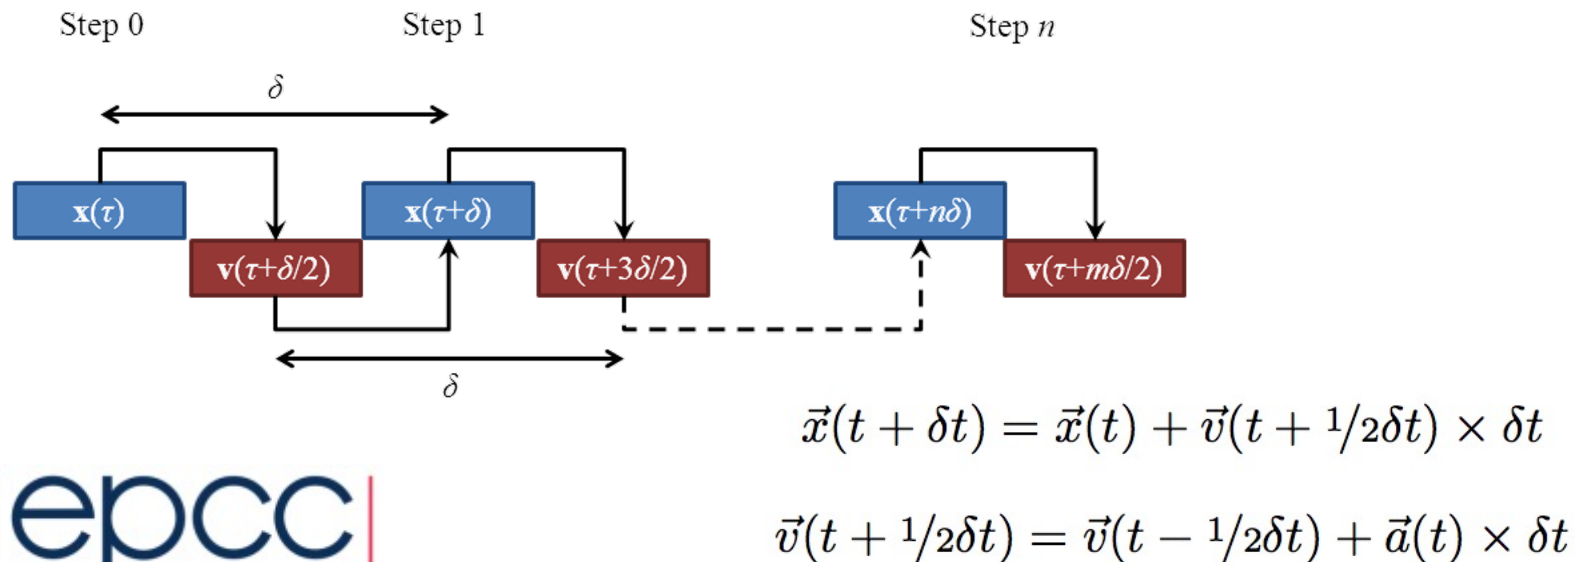 Step 0 Step 1 Step n
δ
x(τ) x(τ+δ) x(τ+nδ)
v(τ+δ/2) v(τ+3δ/2) v(τ+mδ/2)
δ
x⃗(t + δt) = x⃗(t) + v⃗(t + 1/2δt) × δt
epcc
v⃗(t + 1/2δt) = v⃗(t − 1/2δt) + a⃗(t) × δt